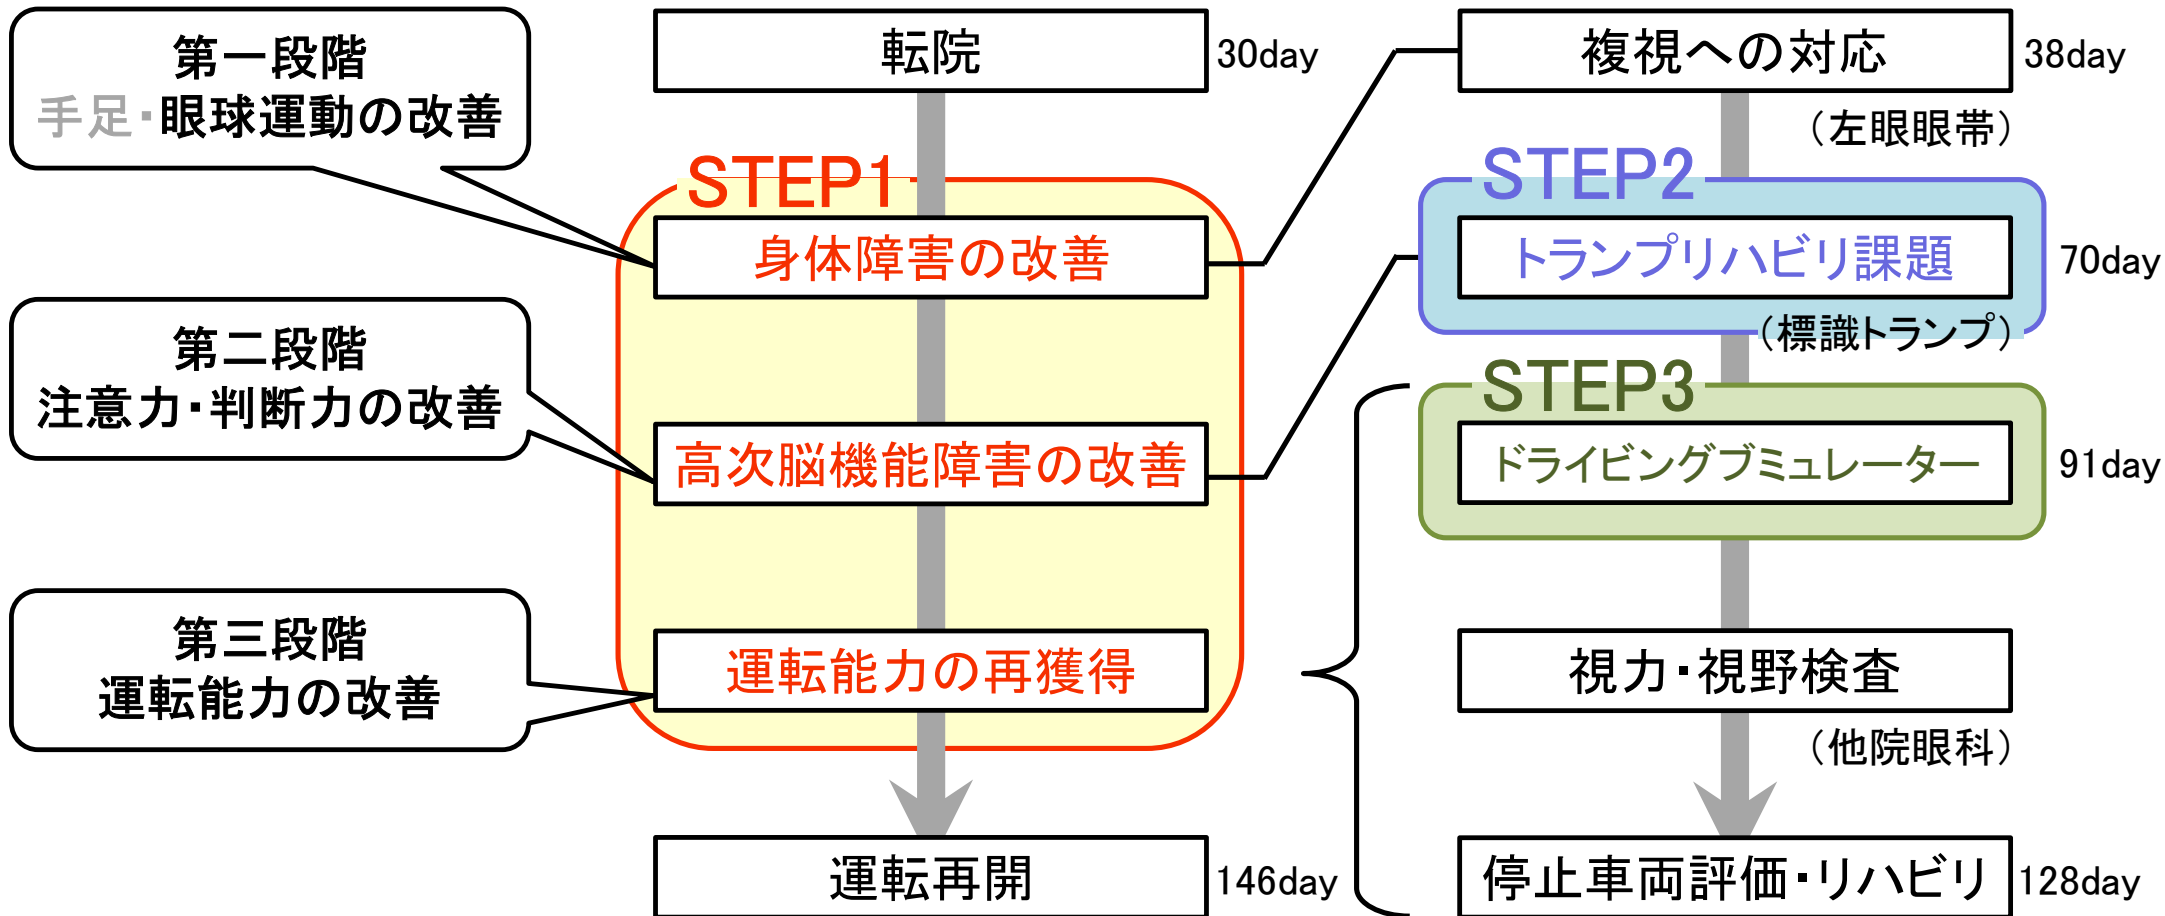 第一段階
手足・眼球運動の改善
第二段階
注意力・判断力の改善
第三段階
運転能力の改善
転院
30day
STEP1
身体障害の改善
高次脳機能障害の改善
運転能力の再獲得
運転再開
146day
複視への対応
38day
（左眼眼帯）
STEP2
トランプリハビリ課題
70day
（標識トランプ）
STEP3
ドライビングブミュレーター
91day
視力・視野検査
（他院眼科）
停止車両評価・リハビリ
128day